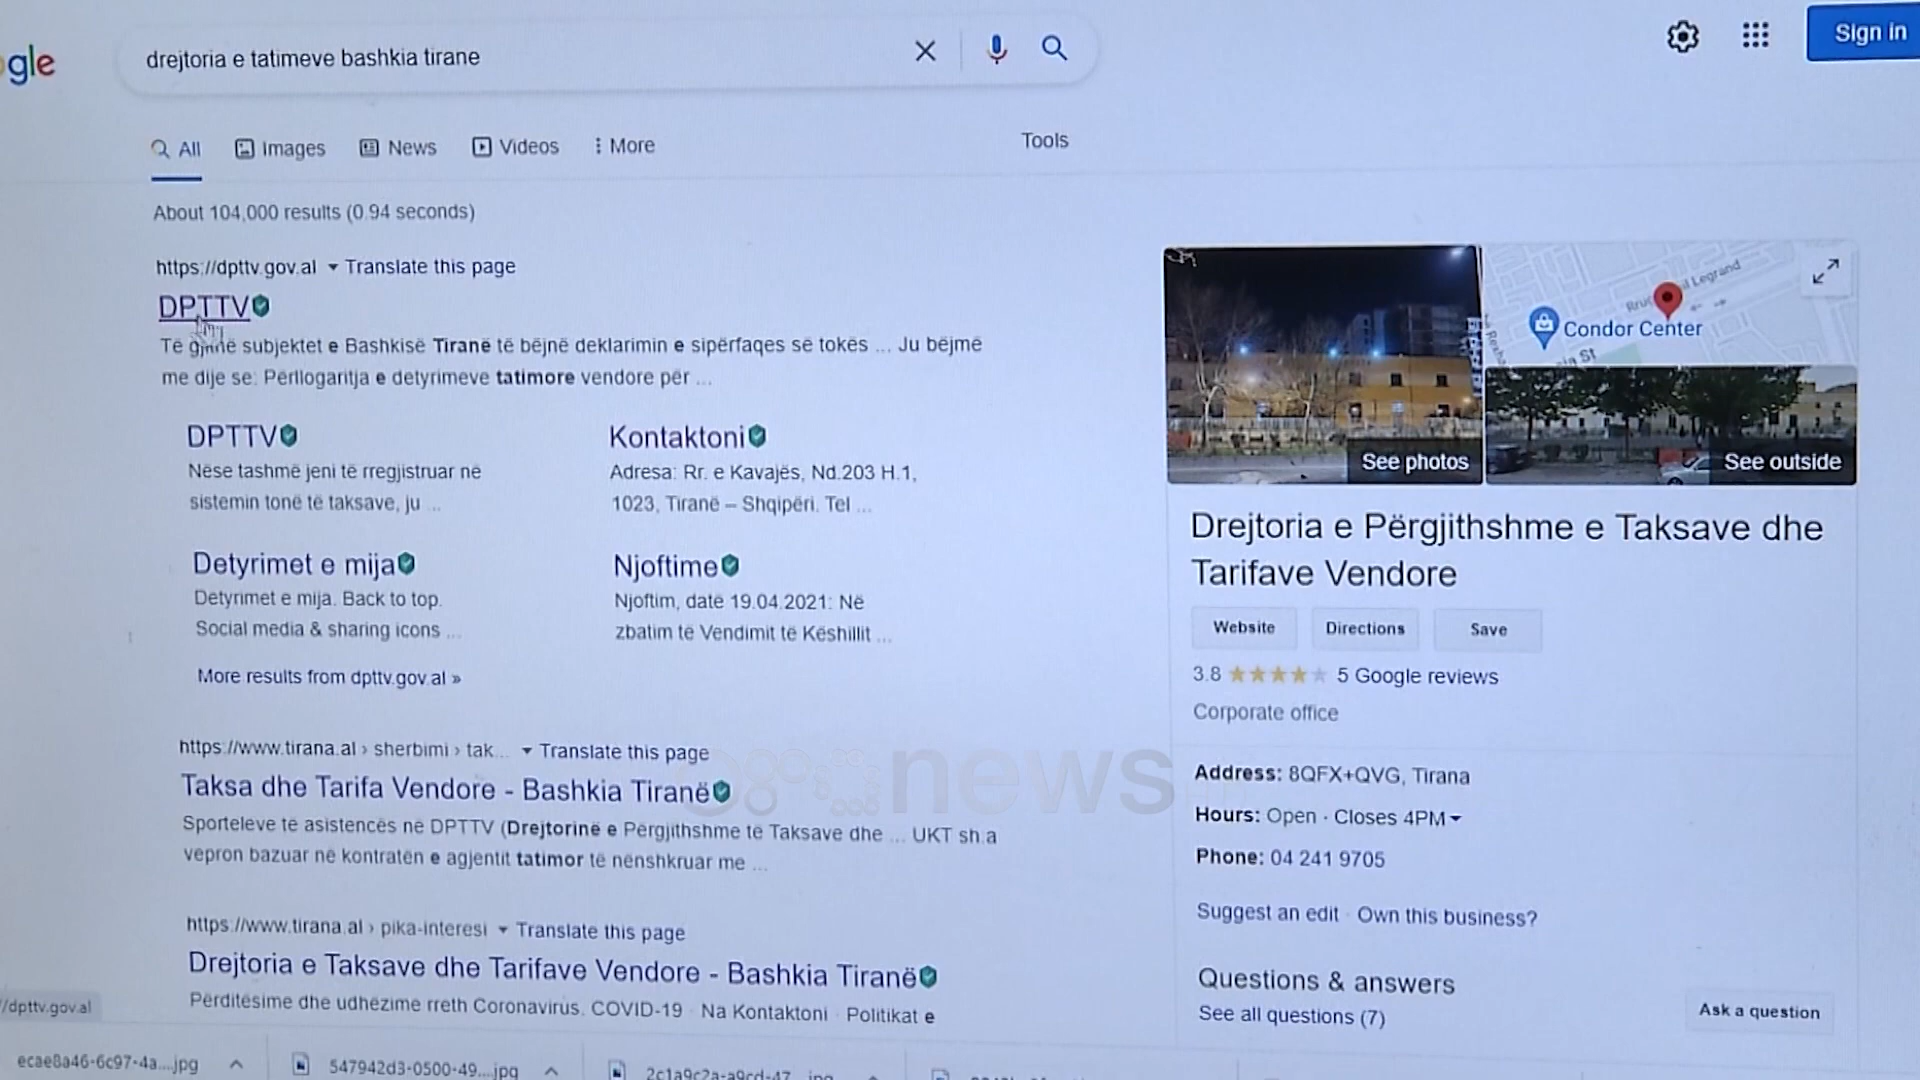 gle
drejtoria e tatimeve bashkia tirane
Sign in
All
Images
News
Videos
More
Tools
About 104,000 results (0.94 seconds)
https://dpttv.gov.al
Translate this page
DPTTV
Të gjithë subjektet e Bashkisë Tiranë të bëjnë deklarimin e sipërfaqes së tokës ... Ju bëjmë
me dije se: Përllogaritja e detyrimeve tatimore vendore për ...
DPTTV
Nëse tashmë jeni të rregjistruar në
sistemin tonë të taksave, ju ...
Kontaktoni
Adresa: Rr. e Kavajës, Nd.203 H.1,
1023, Tiranë – Shqipëri. Tel ...
Detyrimet e mija
Detyrimet e mija. Back to top.
Social media & sharing icons ...
Njoftime
Njoftim, datë 19.04.2021: Në
zbatim të Vendimit të Këshillit ...
More results from dpttv.gov.al »
https://www.tirana.al › sherbimi › tak...
Translate this page
Taksa dhe Tarifa Vendore - Bashkia Tiranë
Sporteleve të asistencës në DPTTV (Drejtorinë e Përgjithshme të Taksave dhe ... UKT sh.a
vepron bazuar në kontratën e agjentit tatimor të nënshkruar me ...
https://www.tirana.al › pika-interesi
Translate this page
Drejtoria e Taksave dhe Tarifave Vendore - Bashkia Tiranë
Përditësime dhe udhëzime rreth Coronavirus. COVID-19 · Na Kontaktoni · Politikat e
/dpttv.gov.al
ecae8a46-6c97-4a...jpg
547942d3-0500-49...jpg
2c1a9c2a-a9cd-47...jpg
Legrand
Condor Center
See photos
See outside
Drejtoria e Përgjithshme e Taksave dhe
Tarifave Vendore
Website
Directions
Save
3.8
5 Google reviews
Corporate office
Address: 8QFX+QVG, Tirana
Hours: Open · Closes 4PM
Phone: 04 241 9705
Suggest an edit · Own this business?
Questions & answers
See all questions (7)
Ask a question
news